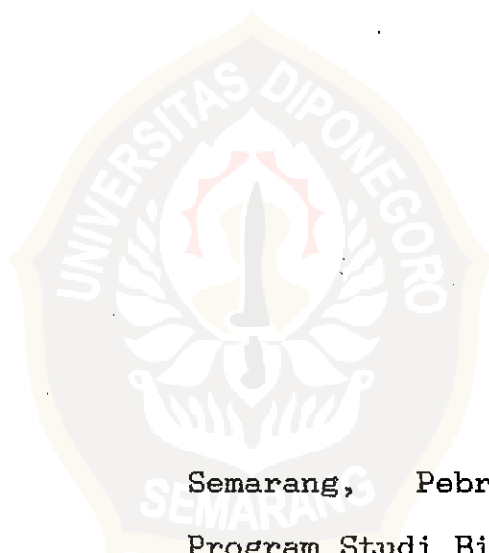 UNIVERSITAS DIPONEGORO
SEMARANG
Semarang, Pebr
Program Studi Bi